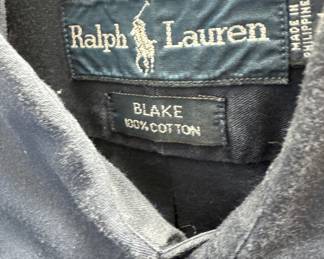 Ralph Lauren
MADE IN
PHILIPPINES
BLAKE
100% COTTON